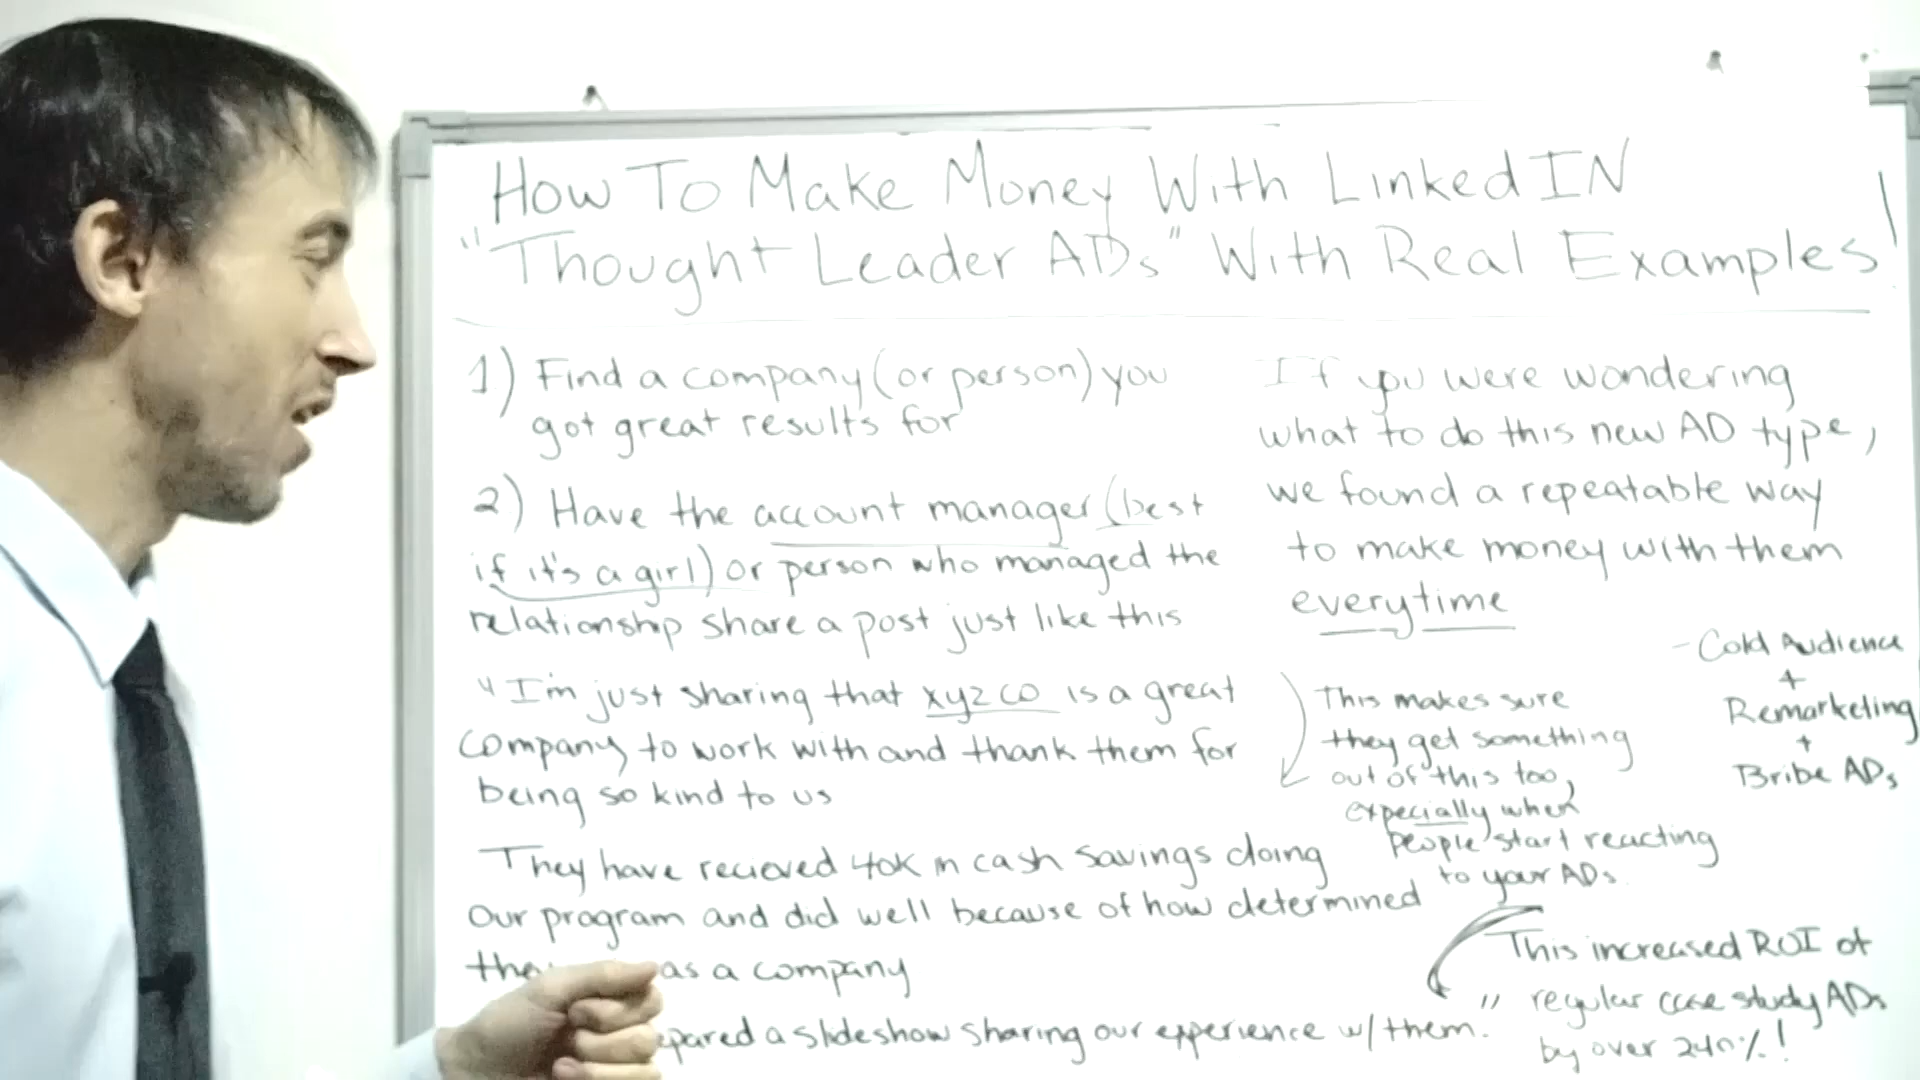 How To Make Money With Linked IN
"Thought Leader ADs" With Real Examples!
1) Find a company (or person) you
got great results for
2) Have the account manager (best
if it's a girl) or person who managed the
relationship share a post just like this
"I'm just sharing that xyz co is a great
company to work with and thank them for
being so kind to us
They have recieved 40k in cash savings doing
Our program and did well because of how determined
as a company
a slideshow sharing our experience w/ them."
If you were wondering
what to do this new AD type,
we found a repeatable way
to make money with them
everytime
This makes sure
they get something
out of this too,
expecially when
people start reacting
to your ADs
- Cold Audience
+
Remarketing
+
Bribe ADs
This increased ROI of
regular case study ADs
by over 240%!